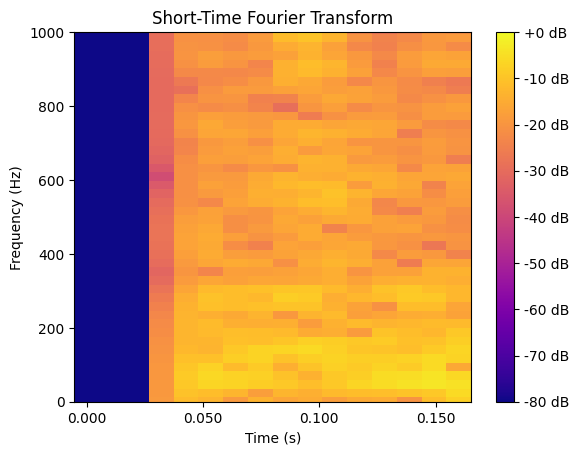 Short-Time Fourier Transform
1000
800
600
400
200
0
Frequency (Hz)
0.000
0.050
0.100
0.150
Time (s)
+0 dB
-10 dB
-20 dB
-30 dB
-40 dB
-50 dB
-60 dB
-70 dB
-80 dB